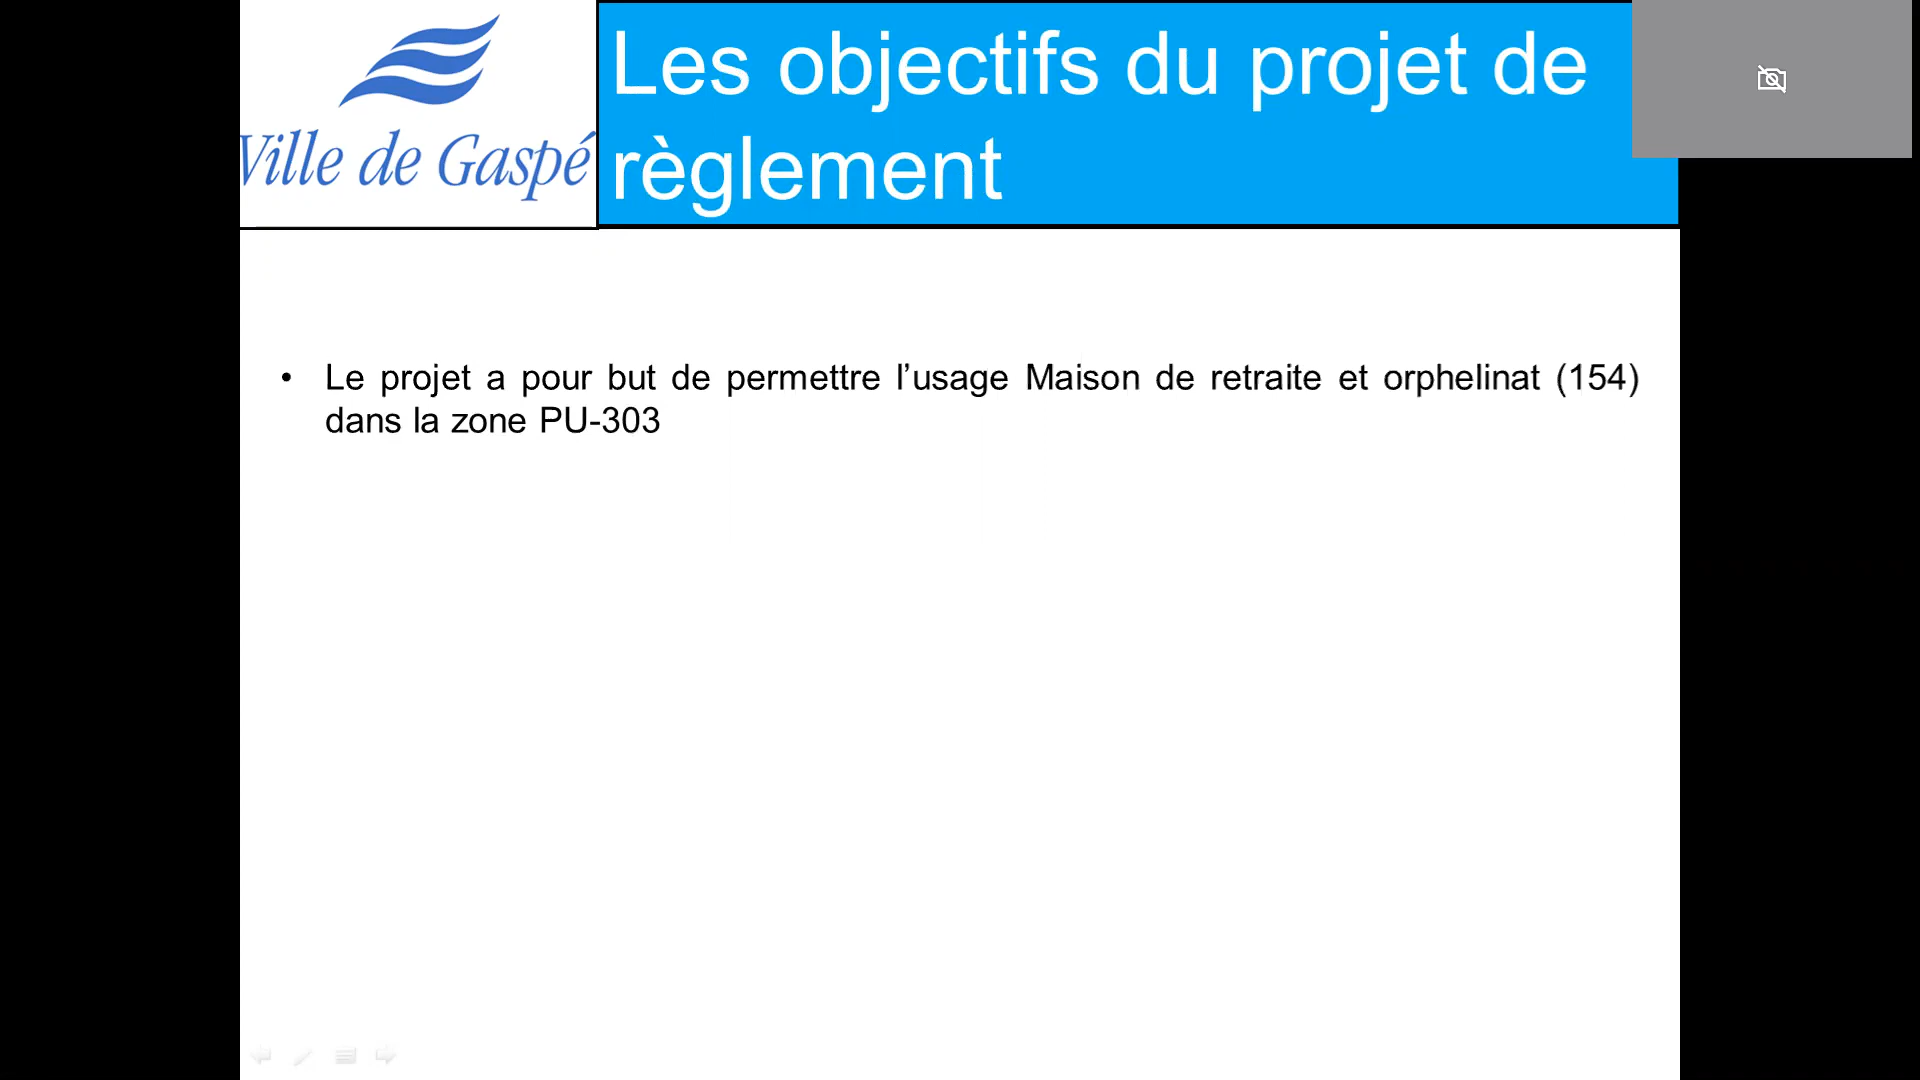 Ville de Gaspé
Les objectifs du projet de
règlement
• Le projet a pour but de permettre l’usage Maison de retraite et orphelinat (154)
dans la zone PU-303